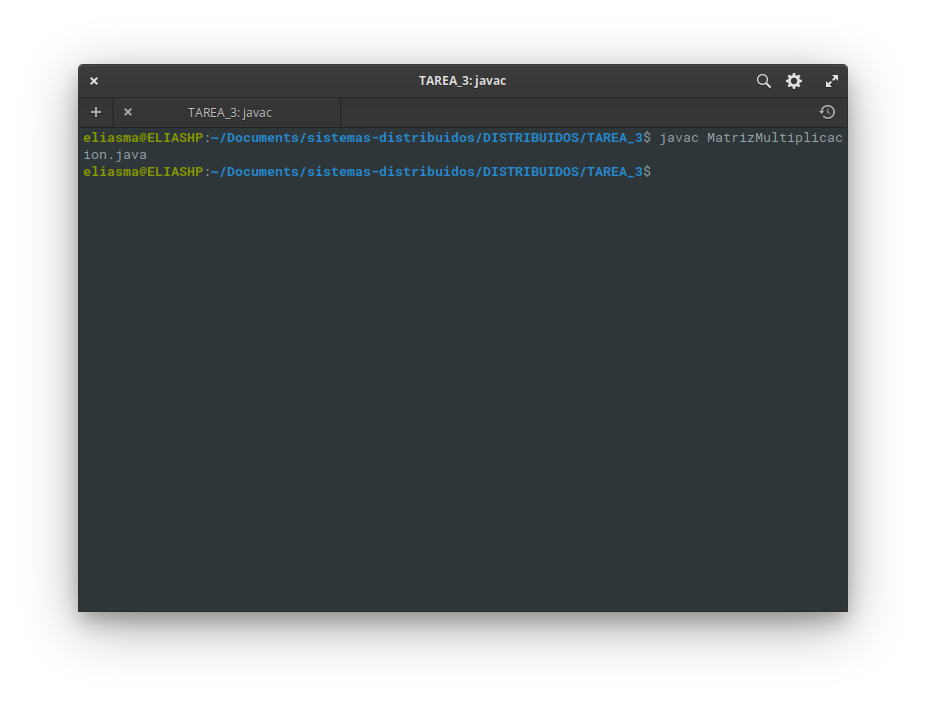 TAREA_3: javac
TAREA_3: javac
eliasma@ELIASHP:~/Documents/sistemas-distribuidos/DISTRIBUIDOS/TAREA_3$ javac MatrizMultiplicac
ion.java
eliasma@ELIASHP:~/Documents/sistemas-distribuidos/DISTRIBUIDOS/TAREA_3$